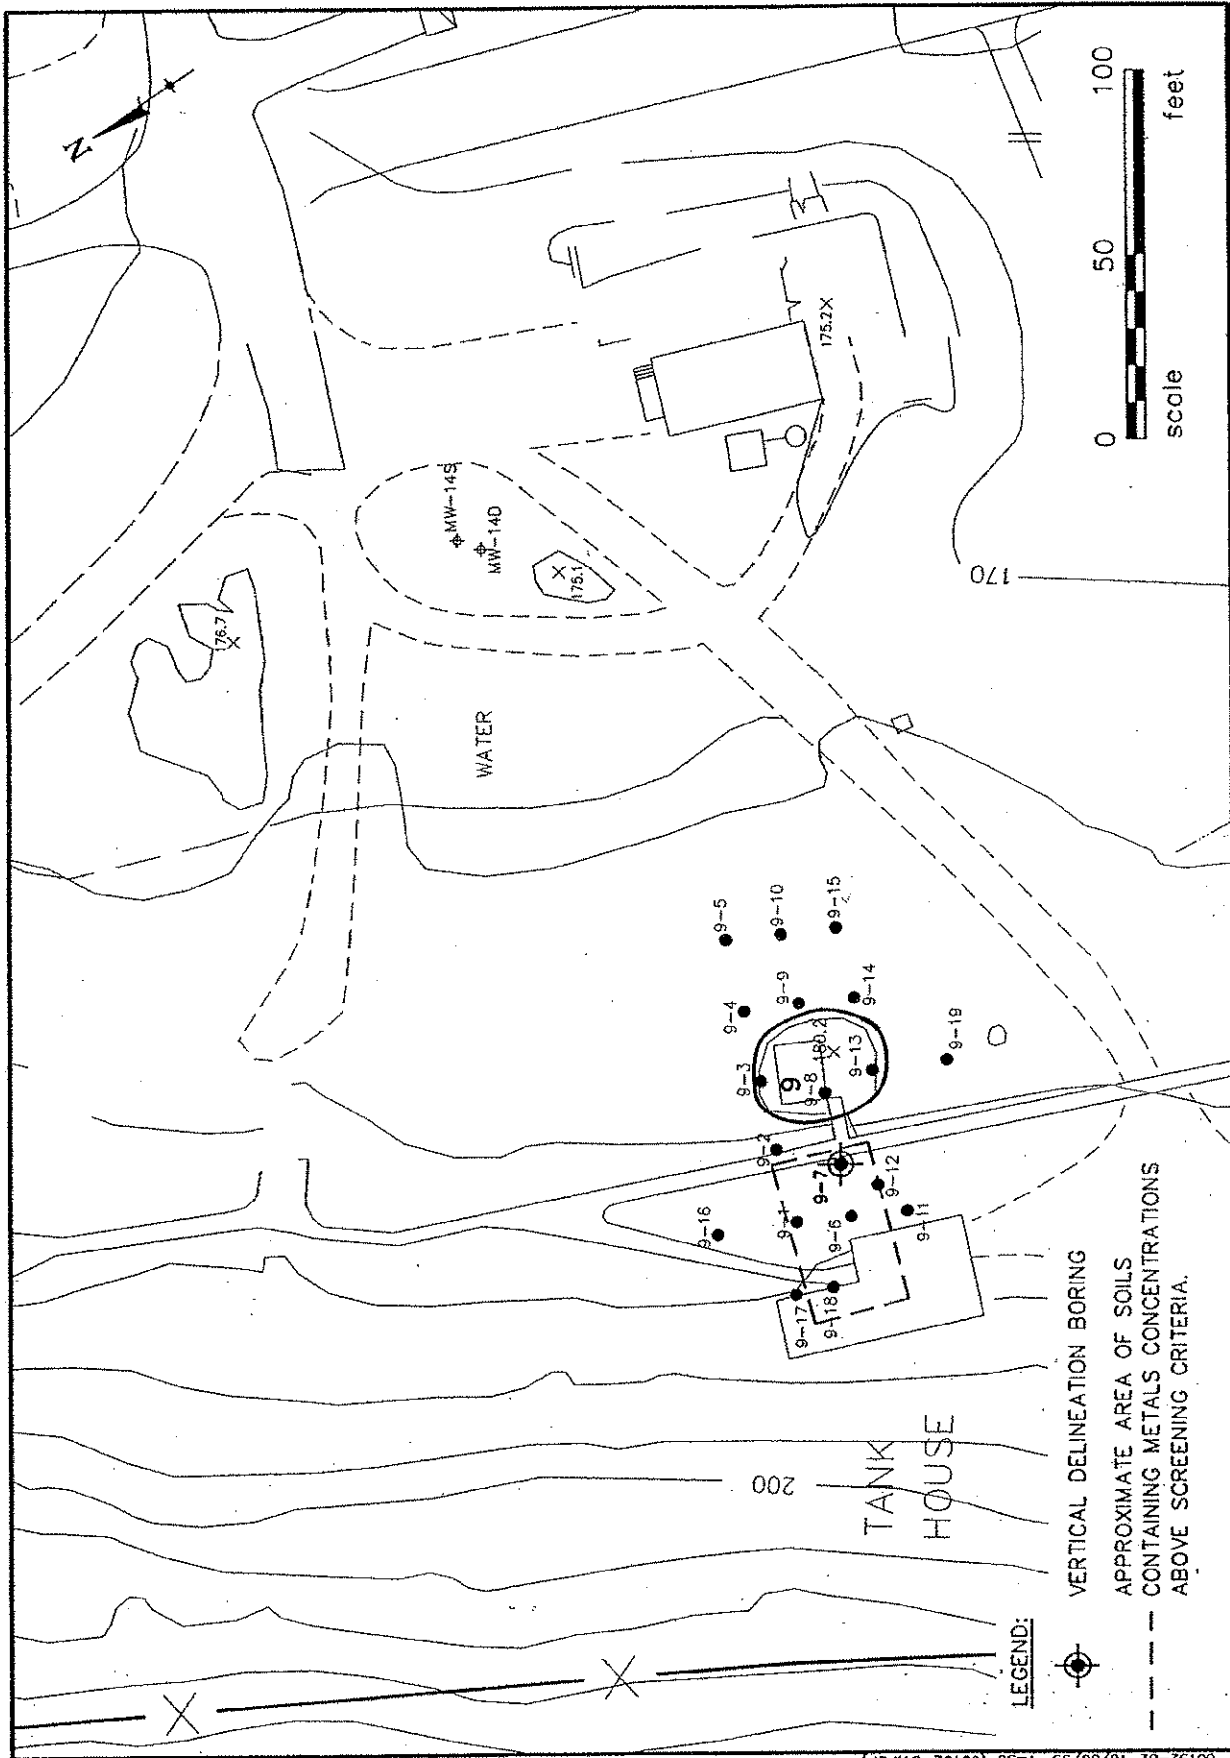 N
MW-14S
MW-14D
175.1
176.7
175.2X
WATER
170
9-5
9-10
9-15
9-4
9-9
9-14
9-3
9
180.2
9-8
9-13
9-19
9-2
9-7
9-12
9-16
9-1
9-6
9-11
9-17
9-18
200
TANK
HOUSE
0 50 100
scale feet
LEGEND:
VERTICAL DELINEATION BORING
APPROXIMATE AREA OF SOILS
CONTAINING METALS CONCENTRATIONS
ABOVE SCREENING CRITERIA.